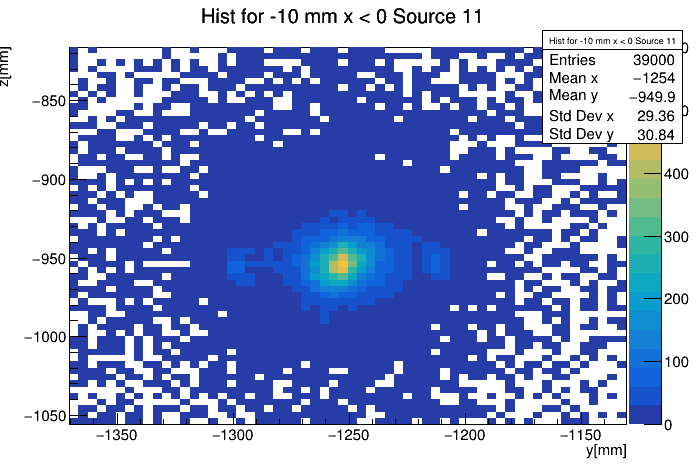 Hist for -10 mm x < 0 Source 11
z[mm]
Hist for -10 mm x < 0 Source 11
Entries 39000
Mean x −1254
Mean y −949.9
Std Dev x 29.36
Std Dev y 30.84
−850
−900
−950
−1000
−1050
−1350
−1300
−1250
−1200
−1150
y[mm]
400
300
200
100
0